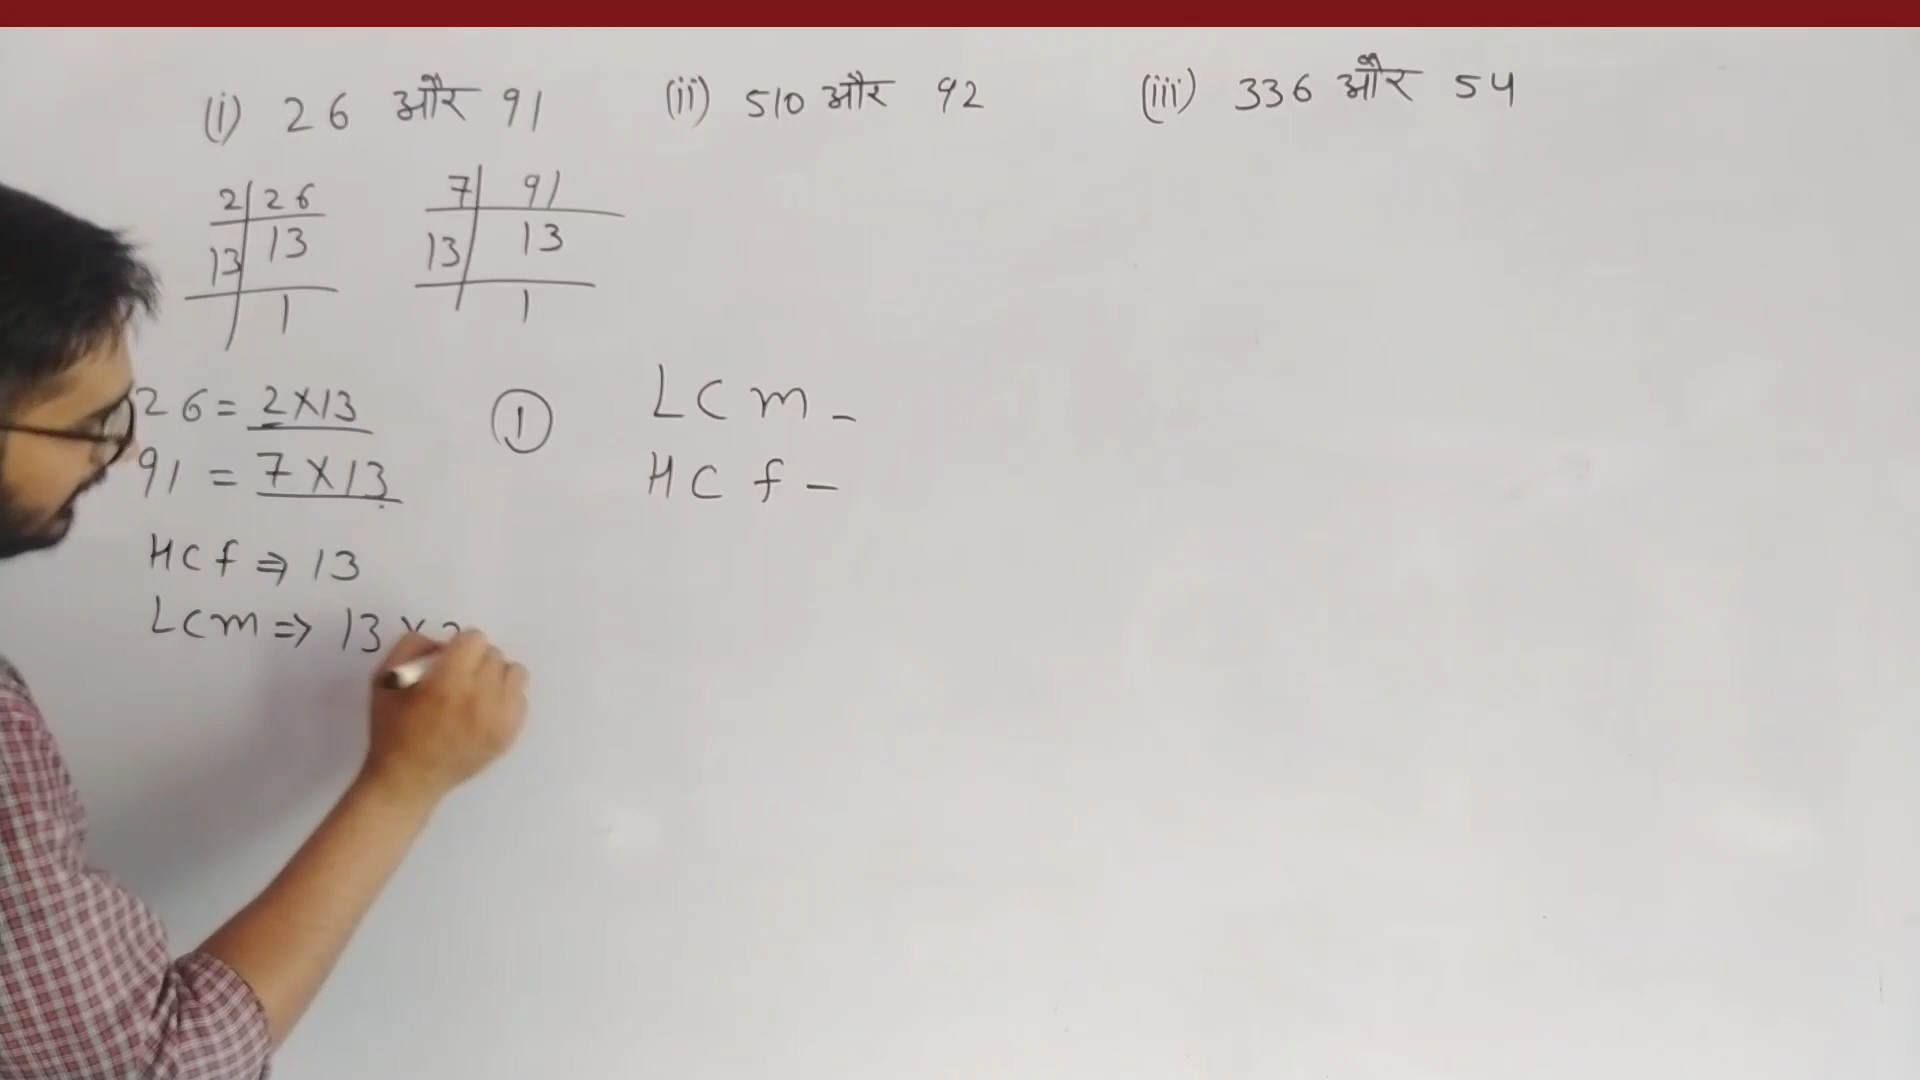 (i) 26 और 91
(ii) 510 और 92
(iii) 336 और 54
2 26
13 13
1
7 91
13 13
1
26 = 2×13
91 = 7×13
①
LCm -
HCf -
HCf ⇒ 13
LCm ⇒ 13 ×